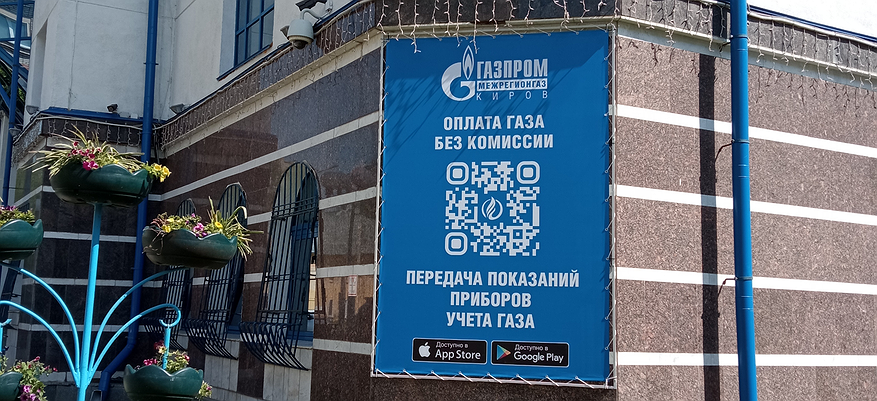 ГАЗПРОМ
МЕЖРЕГИОНГАЗ
КИРОВ
ОПЛАТА ГАЗА
БЕЗ КОМИССИИ
ПЕРЕДАЧА ПОКАЗАНИЙ
ПРИБОРОВ
УЧЕТА ГАЗА
Доступно в
App Store
Доступно в
Google Play